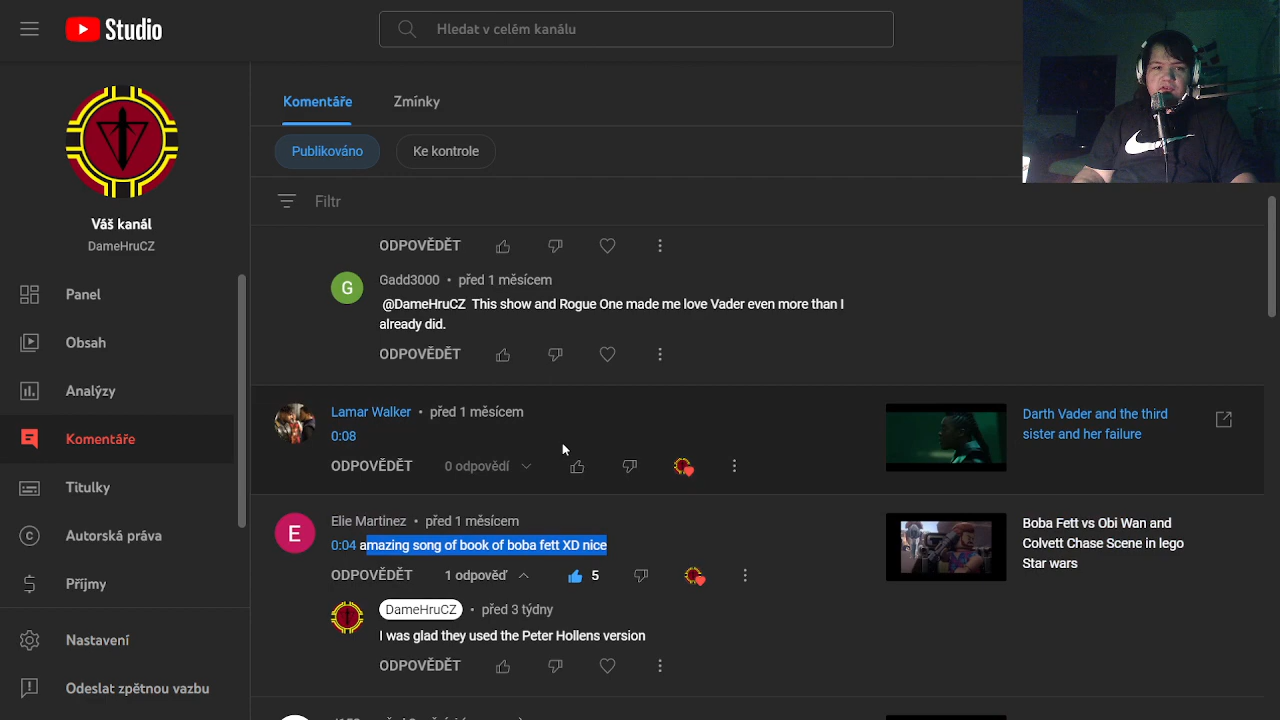 Studio
Hledat v celém kanálu
Váš kanál
DameHruCZ
Panel
Obsah
Analýzy
Komentáře
Titulky
Autorská práva
Příjmy
Nastavení
Odeslat zpětnou vazbu
Komentáře Zmínky
Publikováno Ke kontrole
Filtr
ODPOVĚDĚT
G
Gadd3000 • před 1 měsícem
@DameHruCZ This show and Rogue One made me love Vader even more than I
already did.
ODPOVĚDĚT
Lamar Walker • před 1 měsícem
0:08
ODPOVĚDĚT 0 odpovědí
Darth Vader and the third
sister and her failure
E
Elie Martinez • před 1 měsícem
0:04 amazing song of book of boba fett XD nice
ODPOVĚDĚT 1 odpověď 5
Boba Fett vs Obi Wan and
Colvett Chase Scene in lego
Star wars
DameHruCZ • před 3 týdny
I was glad they used the Peter Hollens version
ODPOVĚDĚT